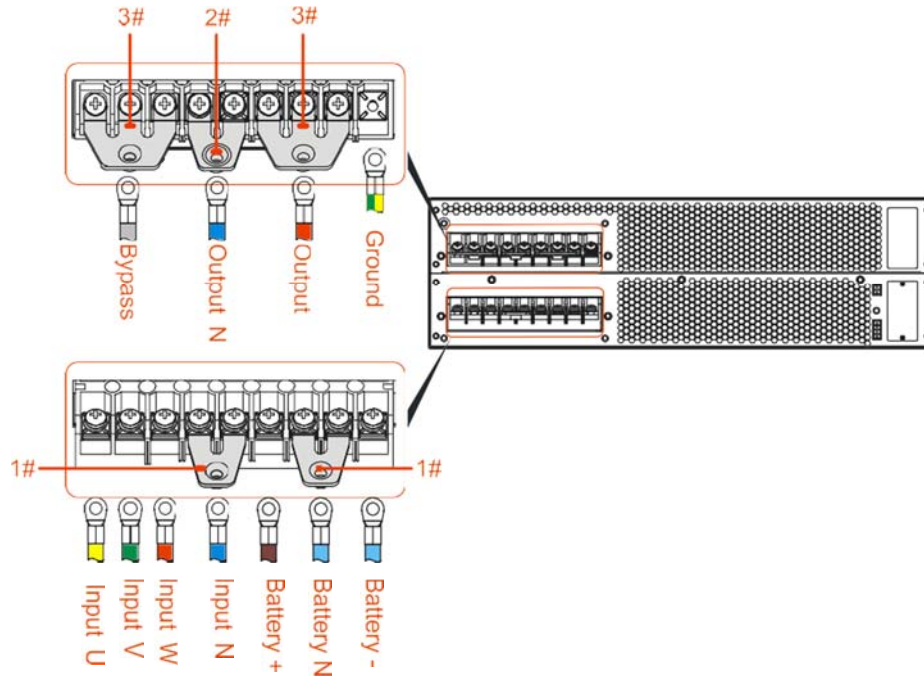 3# 2# 3#
Bypass
Output N
Output
Ground
1# 1#
Input U
Input V
Input W
Input N
Battery +
Battery N
Battery -